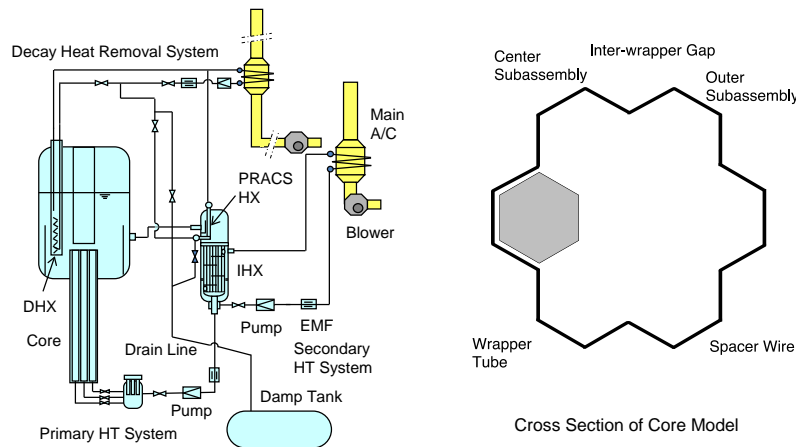 Decay Heat Removal System
Main
A/C
PRACS
HX
Blower
DHX
IHX
Core
Pump
EMF
Drain Line
Secondary
HT System
Pump
Damp Tank
Primary HT System
Inter-wrapper Gap
Center
Subassembly
Outer
Subassembly
Wrapper
Tube
Spacer Wire
Cross Section of Core Model